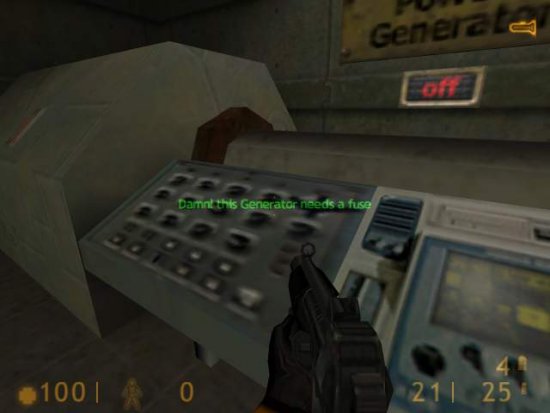 Power
Generator
off
Damn! this Generator needs a fuse
4
100 | 0 21 | 25